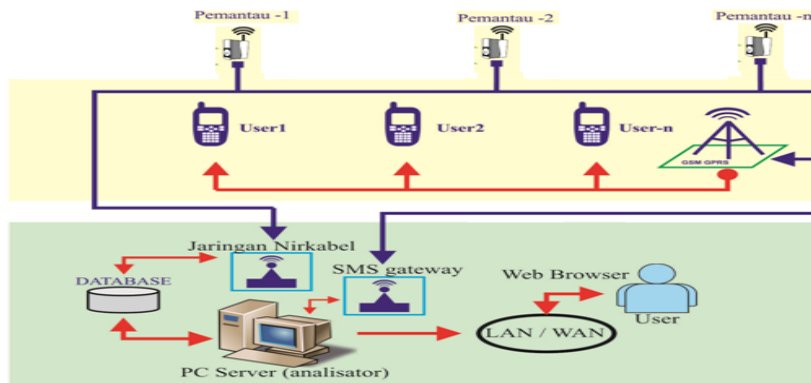 Pemantau -1
Pemantau -2
Pemantau -n
User1
User2
User-n
GSM GPRS
Jaringan Nirkabel
SMS gateway
DATABASE
Web Browser
User
LAN / WAN
PC Server (analisator)